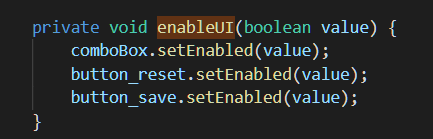 private void enableUI(boolean value) {
comboBox.setEnabled(value);
button_reset.setEnabled(value);
button_save.setEnabled(value);
}